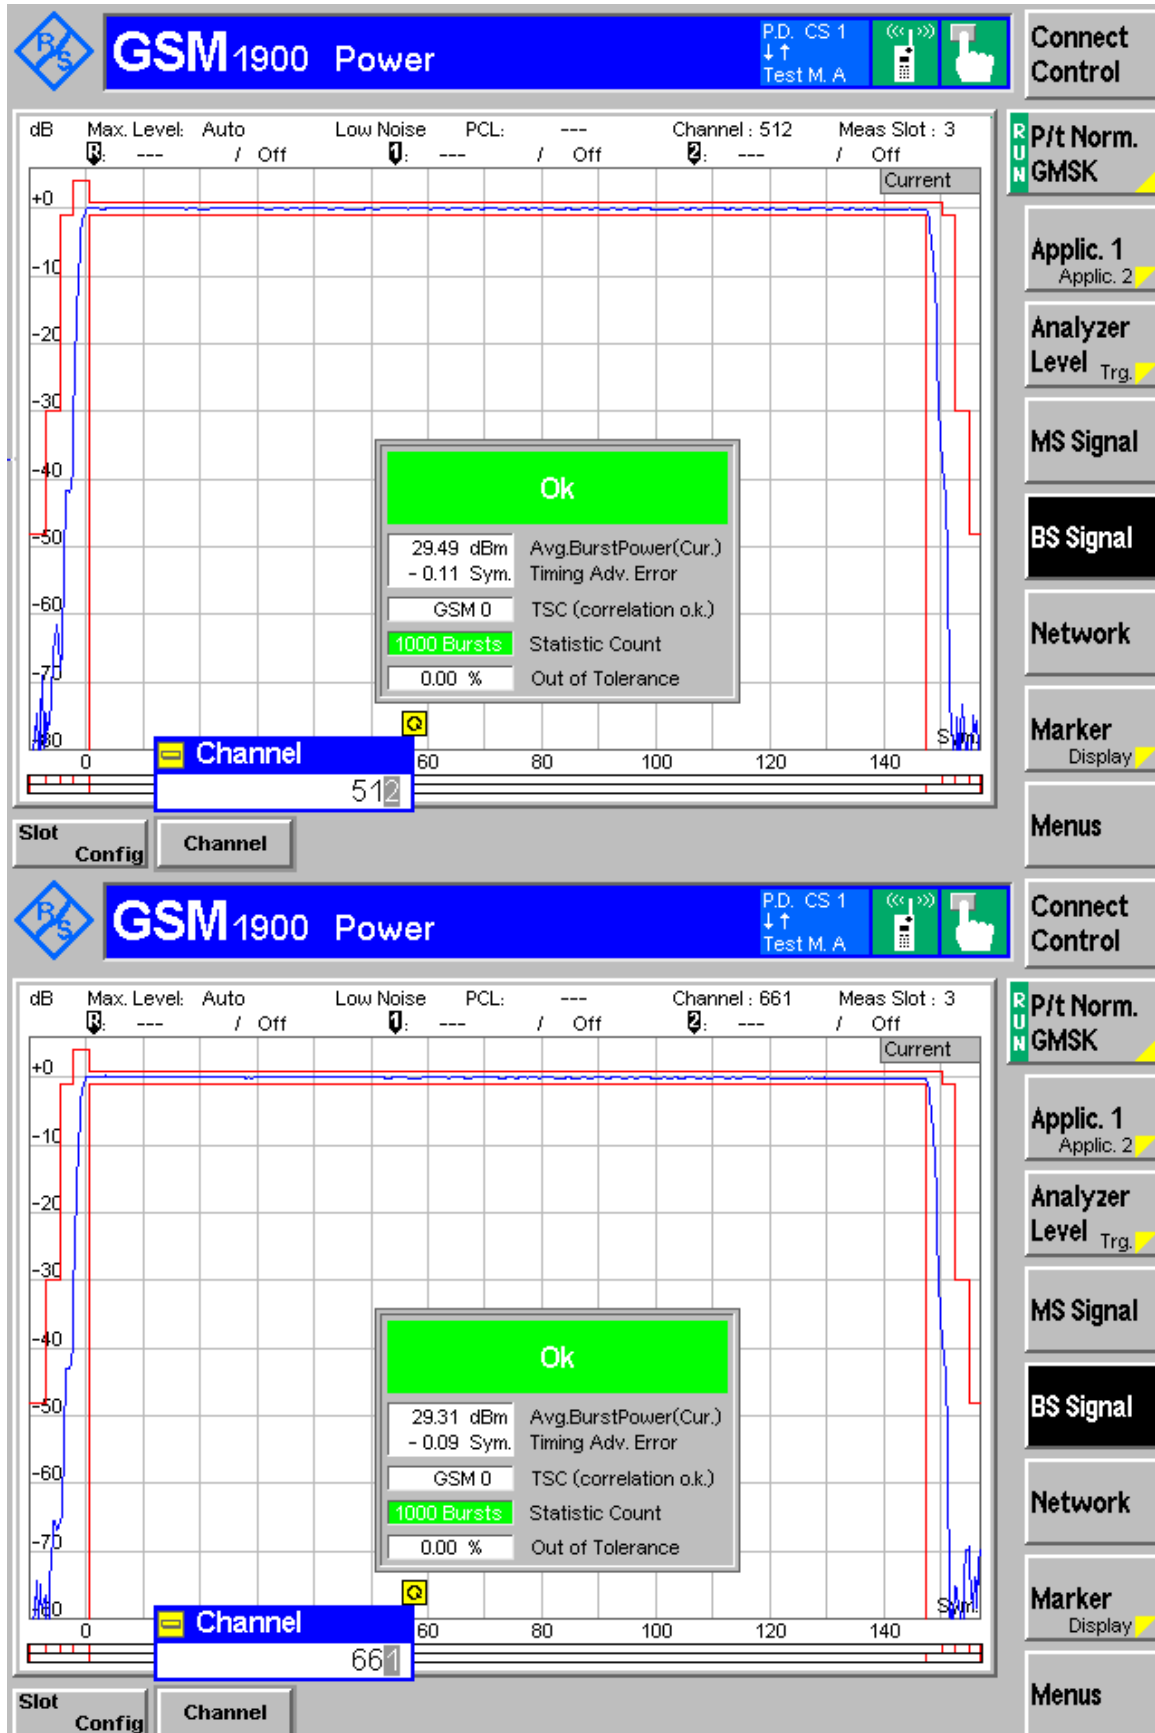 R/S
GSM 1900 Power
P.D. CS 1
Test M. A
Connect
Control
dB Max. Level: Auto Low Noise PCL: --- Channel : 512 Meas Slot : 3
R: --- / Off 1: --- / Off 2: --- / Off
RUN
P/t Norm.
GMSK
Current
+0
-10
-20
-30
-40
-50
-60
-70
-80
Applic. 1
Applic. 2
Analyzer
Level Trg.
MS Signal
BS Signal
Network
Marker
Display
Menus
Ok
29.49 dBm Avg.BurstPower(Cur.)
- 0.11 Sym. Timing Adv. Error
GSM 0 TSC (correlation o.k.)
1000 Bursts Statistic Count
0.00 % Out of Tolerance
Sym.
0 60 80 100 120 140
Channel
512
Slot
Config
Channel
R/S
GSM 1900 Power
P.D. CS 1
Test M. A
Connect
Control
dB Max. Level: Auto Low Noise PCL: --- Channel : 661 Meas Slot : 3
R: --- / Off 1: --- / Off 2: --- / Off
RUN
P/t Norm.
GMSK
Current
+0
-10
-20
-30
-40
-50
-60
-70
-80
Applic. 1
Applic. 2
Analyzer
Level Trg.
MS Signal
BS Signal
Network
Marker
Display
Menus
Ok
29.31 dBm Avg.BurstPower(Cur.)
- 0.09 Sym. Timing Adv. Error
GSM 0 TSC (correlation o.k.)
1000 Bursts Statistic Count
0.00 % Out of Tolerance
Sym.
0 60 80 100 120 140
Channel
661
Slot
Config
Channel